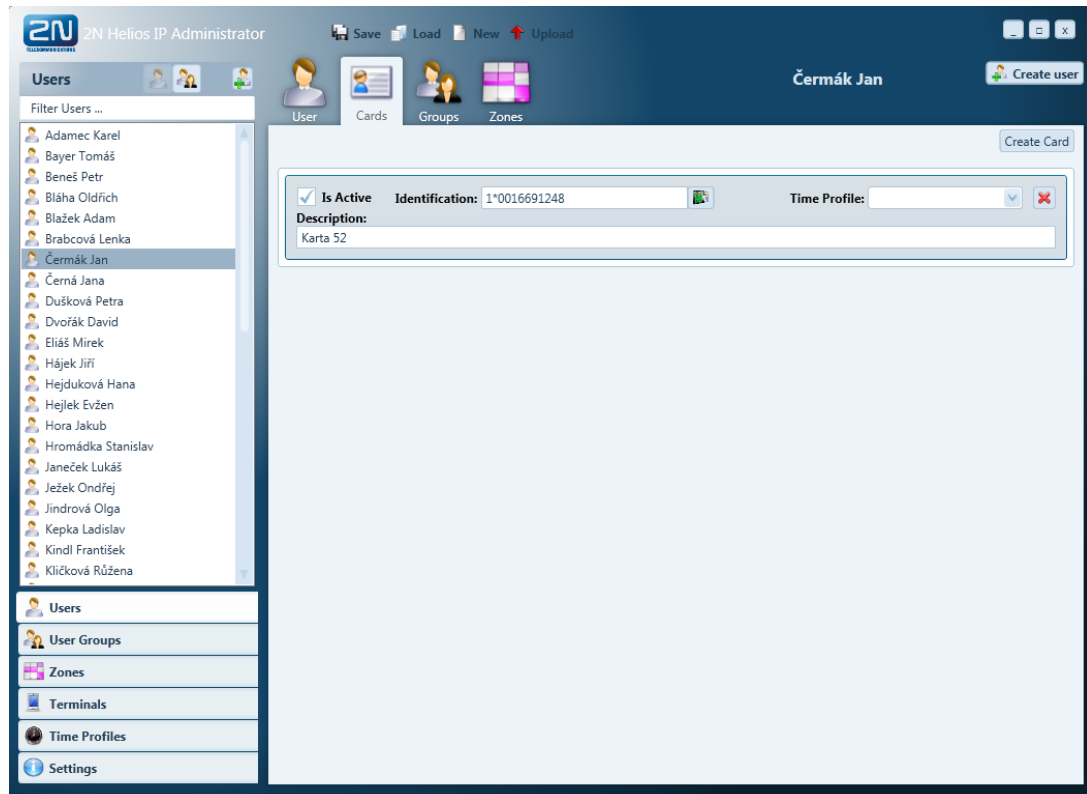 2N
TELECOMMUNICATIONS
2N Helios IP Administrator
Save Load New Upload
_ □ X
Users
Filter Users ...
Adamec Karel
Bayer Tomáš
Beneš Petr
Bláha Oldřich
Blažek Adam
Brabcová Lenka
Čermák Jan
Černá Jana
Dušková Petra
Dvořák David
Eliáš Mirek
Hájek Jiří
Hejduková Hana
Hejlek Evžen
Hora Jakub
Hromádka Stanislav
Janeček Lukáš
Ježek Ondřej
Jindrová Olga
Kepka Ladislav
Kindl František
Kličková Růžena
Users
User Groups
Zones
Terminals
Time Profiles
Settings
User Cards Groups Zones
Čermák Jan
Create user
Create Card
Is Active Identification: 1*0016691248 Time Profile:
Description:
Karta 52